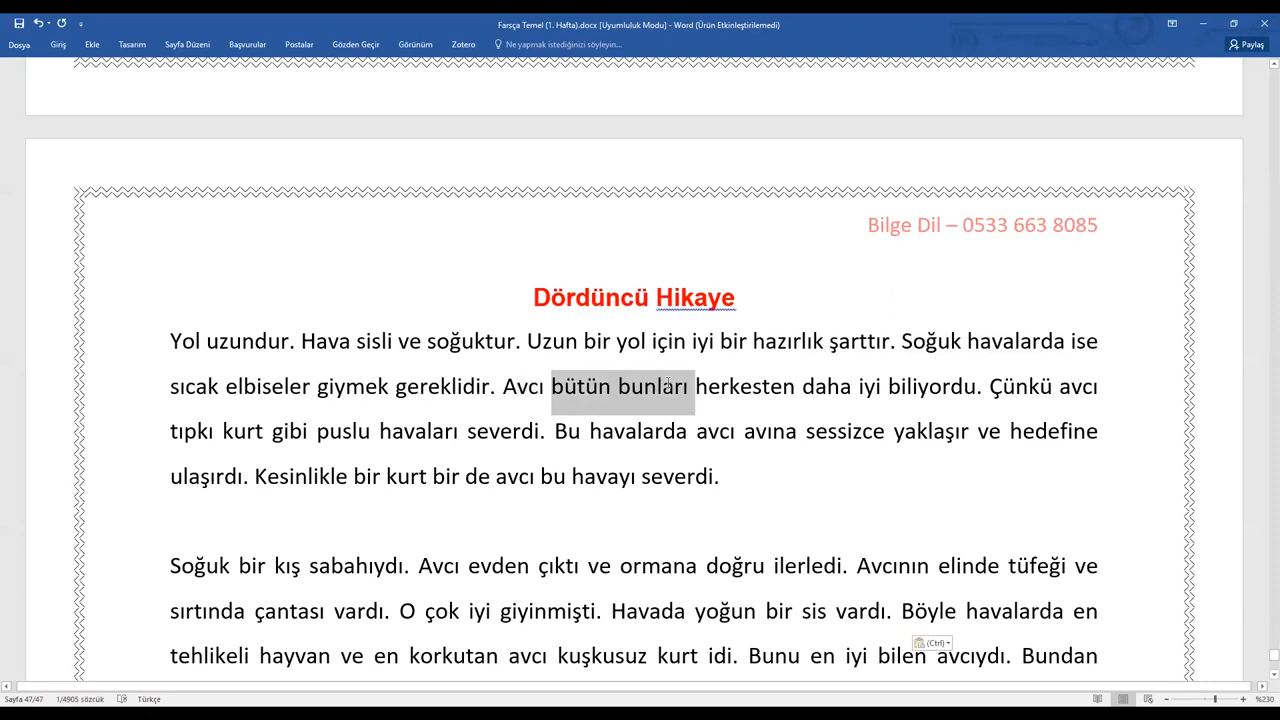 Farsça Temel (1. Hafta).docx [Uyumluluk Modu] - Word (Ürün Etkinleştirilemedi)
Dosya Giriş Ekle Tasarım Sayfa Düzeni Başvurular Postalar Gözden Geçir Görünüm Zotero Ne yapmak istediğinizi söyleyin... Paylaş
Bilge Dil – 0533 663 8085
Dördüncü Hikaye
Yol uzundur. Hava sisli ve soğuktur. Uzun bir yol için iyi bir hazırlık şarttır. Soğuk havalarda ise
sıcak elbiseler giymek gereklidir. Avcı bütün bunları herkesten daha iyi biliyordu. Çünkü avcı
tıpkı kurt gibi puslu havaları severdi. Bu havalarda avcı avına sessizce yaklaşır ve hedefine
ulaşırdı. Kesinlikle bir kurt bir de avcı bu havayı severdi.
Soğuk bir kış sabahıydı. Avcı evden çıktı ve ormana doğru ilerledi. Avcının elinde tüfeği ve
sırtında çantası vardı. O çok iyi giyinmişti. Havada yoğun bir sis vardı. Böyle havalarda en
(Ctrl)
tehlikeli hayvan ve en korkutan avcı kuşkusuz kurt idi. Bunu en iyi bilen avcıydı. Bundan
Sayfa 47/47 1/4905 sözcük Türkçe %230